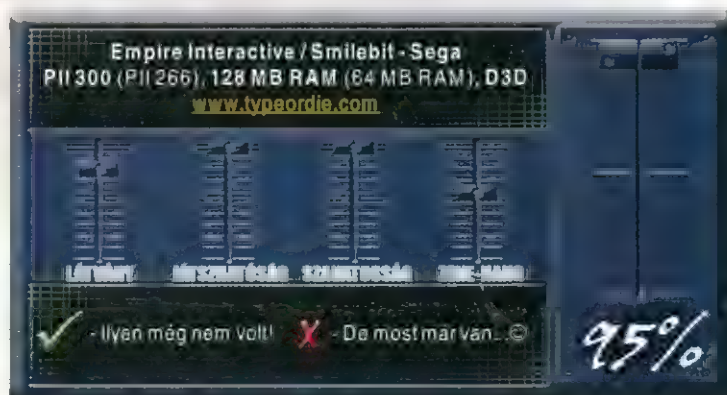 Empire Interactive / Smilebit - Sega
PII 300 (PII 266), 128 MB RAM (64 MB RAM), D3D
www.typeordie.com
- Ilyen még nem volt! X - De most már van...☺
95%